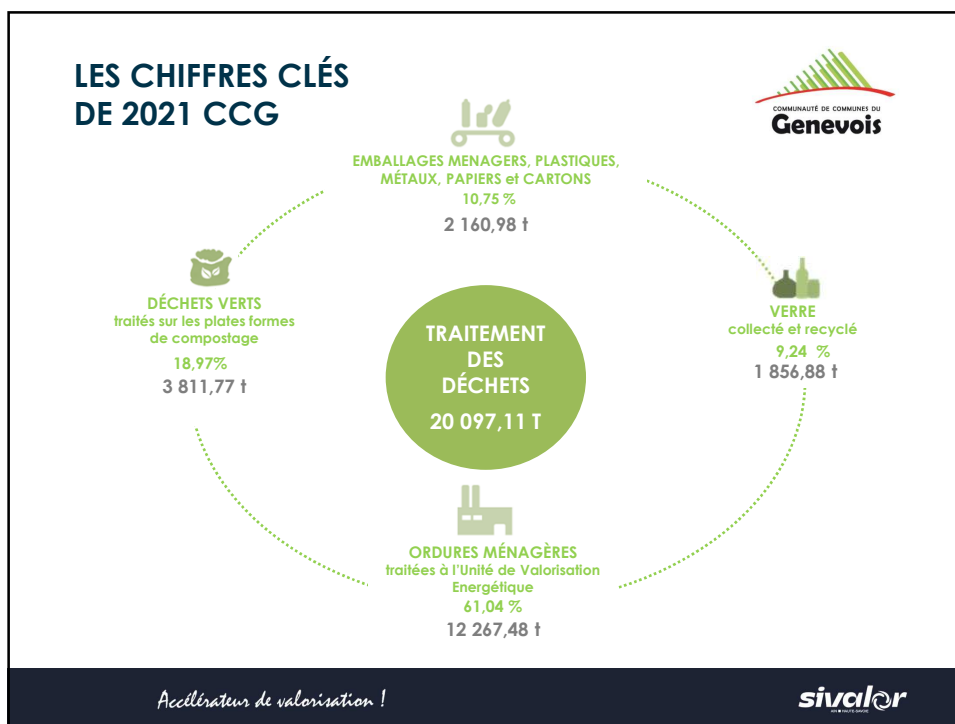 LES CHIFFRES CLÉS
DE 2021 CCG
COMMUNAUTÉ DE COMMUNES DU
Genevois
EMBALLAGES MENAGERS, PLASTIQUES,
MÉTAUX, PAPIERS et CARTONS
10,75 %
2 160,98 t
DÉCHETS VERTS
traités sur les plates formes
de compostage
18,97%
3 811,77 t
TRAITEMENT
DES
DÉCHETS
20 097,11 T
VERRE
collecté et recyclé
9,24 %
1 856,88 t
ORDURES MÉNAGÈRES
traitées à l'Unité de Valorisation
Energétique
61,04 %
12 267,48 t
Accélérateur de valorisation !
sivalor
AIN HAUTE-SAVOIE